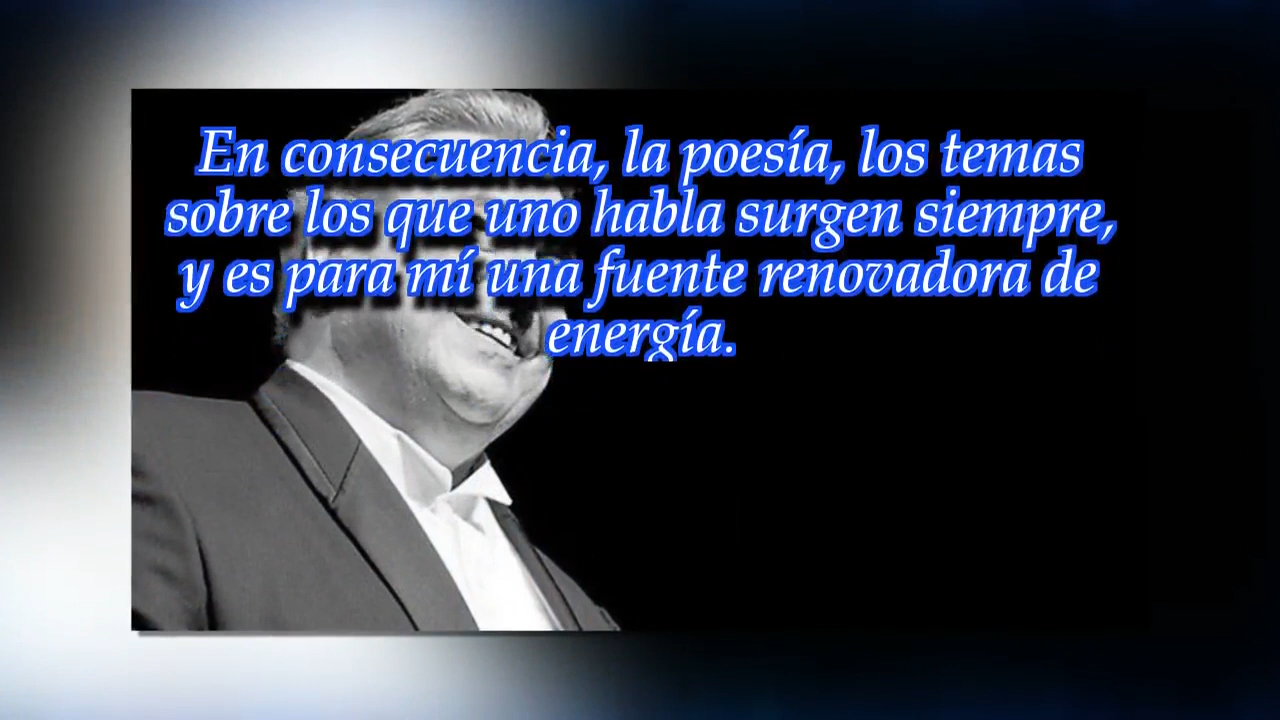 En consecuencia, la poesía, los temas
sobre los que uno habla surgen siempre,
y es para mí una fuente renovadora de
energía.